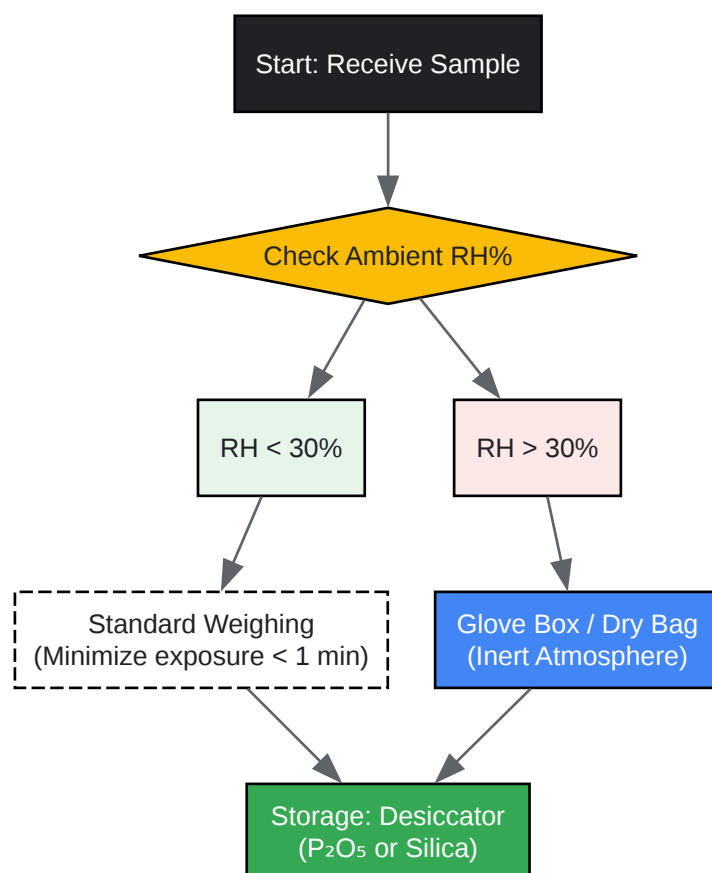 Start: Receive Sample
Check Ambient RH%
RH < 30%
RH > 30%
Standard Weighing
(Minimize exposure < 1 min)
Glove Box / Dry Bag
(Inert Atmosphere)
Storage: Desiccator
(P₂O₅ or Silica)